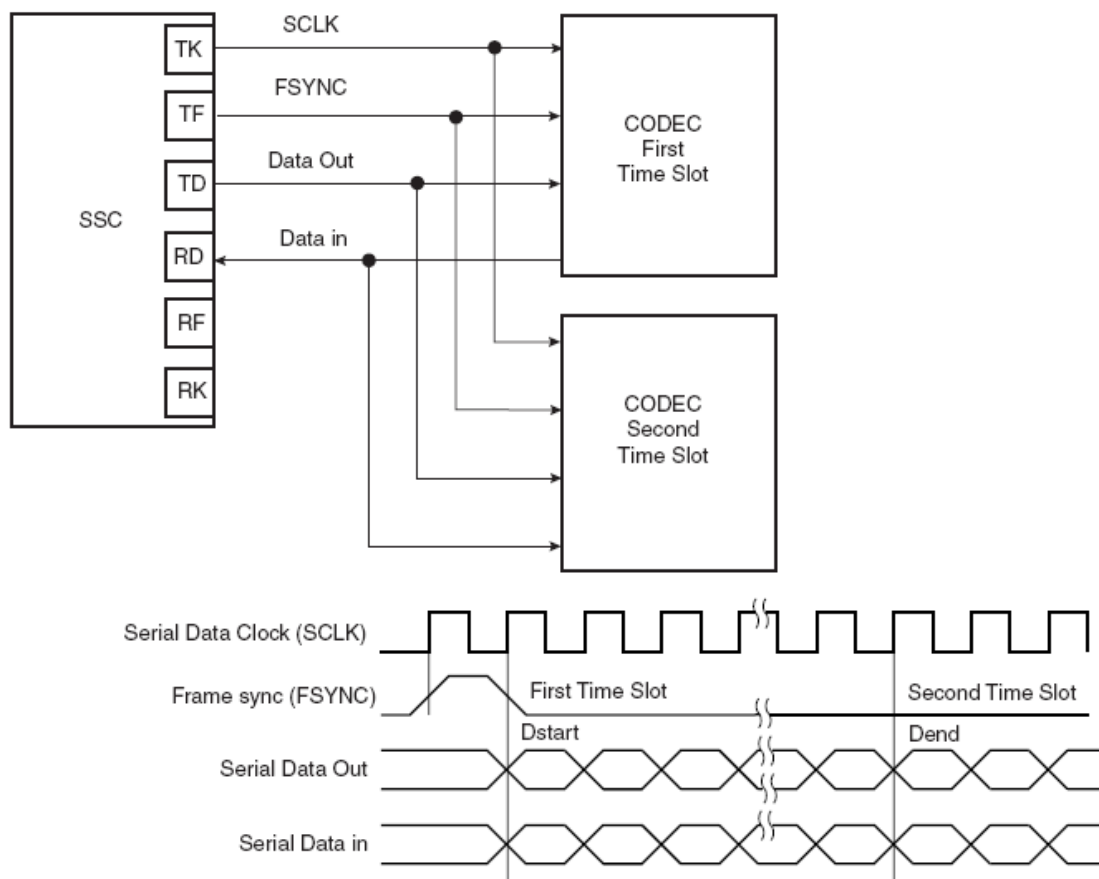 SSC
TK
TF
TD
RD
RF
RK
SCLK
FSYNC
Data Out
Data in
CODEC
First
Time Slot
CODEC
Second
Time Slot
Serial Data Clock (SCLK)
Frame sync (FSYNC)
First Time Slot
Second Time Slot
Dstart
Dend
Serial Data Out
Serial Data in